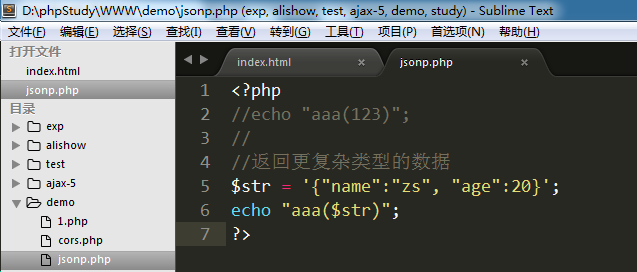 D:\phpStudy\WWW\demo\jsonp.php (exp, alishow, test, ajax-5, demo, study) - Sublime Text
文件(F) 编辑(E) 选择(S) 查找(I) 查看(V) 转到(G) 工具(T) 项目(P) 首选项(N) 帮助(H)
打开文件
index.html
jsonp.php
目录
exp
alishow
test
ajax-5
demo
1.php
cors.php
jsonp.php
index.html
jsonp.php
1 <?php
2 //echo "aaa(123)";
3 //
4 //返回更复杂类型的数据
5 $str = '{"name":"zs", "age":20}';
6 echo "aaa($str)";
7 ?>